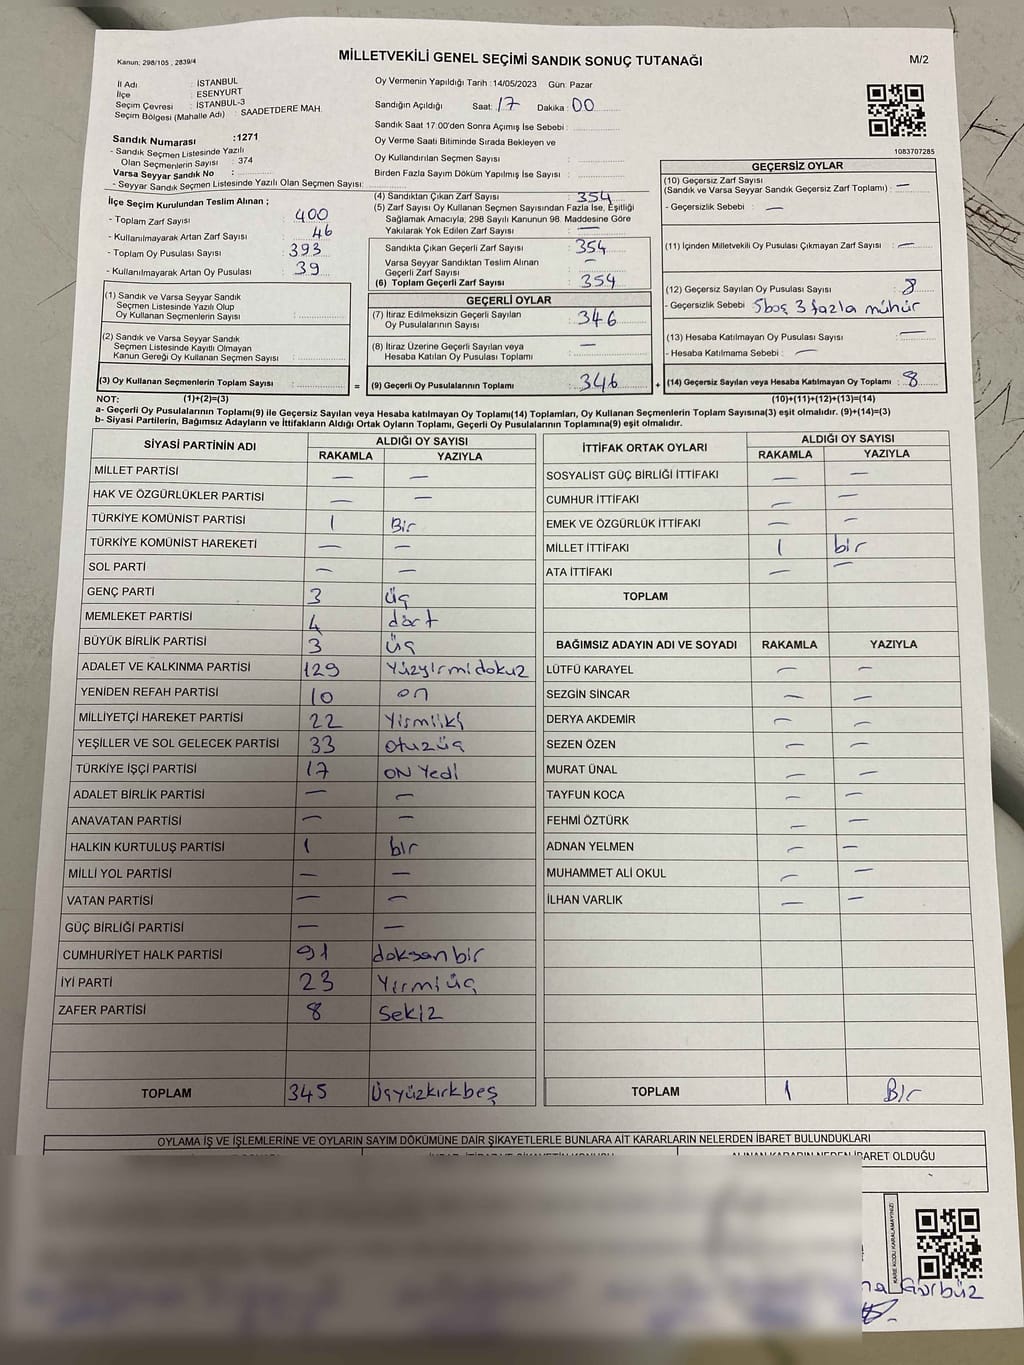 Kanun: 298/105 , 2839/4
MİLLETVEKİLİ GENEL SEÇİMİ SANDIK SONUÇ TUTANAĞI
M/2
İl Adı : İSTANBUL
İlçe : ESENYURT
Seçim Çevresi : İSTANBUL-3
Seçim Bölgesi (Mahalle Adı) : SAADETDERE MAH.
Sandık Numarası :1271
- Sandık Seçmen Listesinde Yazılı
Olan Seçmenlerin Sayısı : 374
Varsa Seyyar Sandık No :
- Seyyar Sandık Seçmen Listesinde Yazılı Olan Seçmen Sayısı:
İlçe Seçim Kurulundan Teslim Alınan ;
- Toplam Zarf Sayısı : 400
- Kullanılmayarak Artan Zarf Sayısı : 46
- Toplam Oy Pusulası Sayısı : 393
- Kullanılmayarak Artan Oy Pusulası : 39
Oy Vermenin Yapıldığı Tarih :14/05/2023 Gün: Pazar
Sandığın Açıldığı Saat: 17 Dakika: 00
Sandık Saat 17:00'den Sonra Açımış İse Sebebi :
Oy Verme Saati Bitiminde Sırada Bekleyen ve
Oy Kullandırılan Seçmen Sayısı :
Birden Fazla Sayım Döküm Yapılmış İse Sayısı :
(4) Sandıktan Çıkan Zarf Sayısı : 354
(5) Zarf Sayısı Oy Kullanan Seçmen Sayısından Fazla İse, Eşitliği
Sağlamak Amacıyla; 298 Sayılı Kanunun 98. Maddesine Göre
Yakılarak Yok Edilen Zarf Sayısı : —
Sandıkta Çıkan Geçerli Zarf Sayısı : 354
Varsa Seyyar Sandıktan Teslim Alınan
Geçerli Zarf Sayısı : —
(6) Toplam Geçerli Zarf Sayısı : 354
1083707285
GEÇERSİZ OYLAR
(10) Geçersiz Zarf Sayısı
(Sandık ve Varsa Seyyar Sandık Geçersiz Zarf Toplamı) : —
- Geçersizlik Sebebi : —
(11) İçinden Milletvekili Oy Pusulası Çıkmayan Zarf Sayısı : —
(12) Geçersiz Sayılan Oy Pusulası Sayısı : 8
- Geçersizlik Sebebi : 5boş 3 fazla mühür
(13) Hesaba Katılmayan Oy Pusulası Sayısı : —
- Hesaba Katılmama Sebebi : —
(1) Sandık ve Varsa Seyyar Sandık
Seçmen Listesinde Yazılı Olup
Oy Kullanan Seçmenlerin Sayısı :
(2) Sandık ve Varsa Seyyar Sandık
Seçmen Listesinde Kayıtlı Olmayan
Kanun Gereği Oy Kullanan Seçmen Sayısı :
(3) Oy Kullanan Seçmenlerin Toplam Sayısı :
GEÇERLİ OYLAR
(7) İtiraz Edilmeksizin Geçerli Sayılan
Oy Pusulalarının Sayısı : 346
(8) İtiraz Üzerine Geçerli Sayılan veya
Hesaba Katılan Oy Pusulası Toplamı : —
= (9) Geçerli Oy Pusulalarının Toplamı : 346
+ (14) Geçersiz Sayılan veya Hesaba Katılmayan Oy Toplamı : 8
NOT: (1)+(2)=(3)
(10)+(11)+(12)+(13)=(14)
a- Geçerli Oy Pusulalarının Toplamı(9) ile Geçersiz Sayılan veya Hesaba katılmayan Oy Toplamı(14) Toplamları, Oy Kullanan Seçmenlerin Toplam Sayısına(3) eşit olmalıdır. (9)+(14)=(3)
b- Siyasi Partilerin, Bağımsız Adayların ve İttifakların Aldığı Ortak Oyların Toplamı, Geçerli Oy Pusulalarının Toplamına(9) eşit olmalıdır.
SİYASİ PARTİNİN ADI ALDIĞI OY SAYISI
RAKAMLA YAZIYLA
MİLLET PARTİSİ — —
HAK VE ÖZGÜRLÜKLER PARTİSİ — —
TÜRKİYE KOMÜNİST PARTİSİ 1 Bir
TÜRKİYE KOMÜNİST HAREKETİ — —
SOL PARTİ — —
GENÇ PARTİ 3 üç
MEMLEKET PARTİSİ 4 dört
BÜYÜK BİRLİK PARTİSİ 3 üç
ADALET VE KALKINMA PARTİSİ 129 Yüzyirmidokuz
YENİDEN REFAH PARTİSİ 10 on
MİLLİYETÇİ HAREKET PARTİSİ 22 Yirmiiki
YEŞİLLER VE SOL GELECEK PARTİSİ 33 otuzüç
TÜRKİYE İŞÇİ PARTİSİ 17 ON Yedi
ADALET BİRLİK PARTİSİ — —
ANAVATAN PARTİSİ — —
HALKIN KURTULUŞ PARTİSİ 1 bir
MİLLİ YOL PARTİSİ — —
VATAN PARTİSİ — —
GÜÇ BİRLİĞİ PARTİSİ — —
CUMHURİYET HALK PARTİSİ 91 doksanbir
İYİ PARTİ 23 Yirmiüç
ZAFER PARTİSİ 8 Sekiz
TOPLAM 345 Üçyüzkırkbeş
İTTİFAK ORTAK OYLARI ALDIĞI OY SAYISI
RAKAMLA YAZIYLA
SOSYALİST GÜÇ BİRLİĞİ İTTİFAKI — —
CUMHUR İTTİFAKI — —
EMEK VE ÖZGÜRLÜK İTTİFAKI — —
MİLLET İTTİFAKI 1 bir
ATA İTTİFAKI — —
TOPLAM
BAĞIMSIZ ADAYIN ADI VE SOYADI RAKAMLA YAZIYLA
LÜTFÜ KARAYEL — —
SEZGİN SİNCAR — —
DERYA AKDEMİR — —
SEZEN ÖZEN — —
MURAT ÜNAL — —
TAYFUN KOCA — —
FEHMİ ÖZTÜRK — —
ADNAN YELMEN — —
MUHAMMET ALİ OKUL — —
İLHAN VARLIK — —
TOPLAM 1 Bir
OYLAMA İŞ VE İŞLEMLERİNE VE OYLARIN SAYIM DÖKÜMÜNE DAİR ŞİKAYETLERLE BUNLARA AİT KARARLARIN NELERDEN İBARET BULUNDUKLARI
ALINAN KARARIN NEDEN İBARET OLDUĞU
KARE KODU KARALAMAYINIZ!
Gürbüz